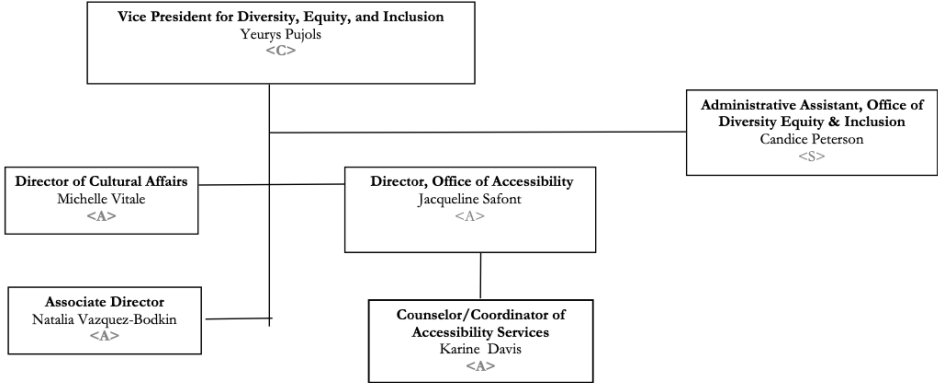 Vice President for Diversity, Equity, and Inclusion
Yeurys Pujols
<C>
Administrative Assistant, Office of
Diversity Equity & Inclusion
Candice Peterson
<S>
Director of Cultural Affairs
Michelle Vitale
<A>
Director, Office of Accessibility
Jacqueline Safont
<A>
Associate Director
Natalia Vazquez-Bodkin
<A>
Counselor/Coordinator of
Accessibility Services
Karine Davis
<A>